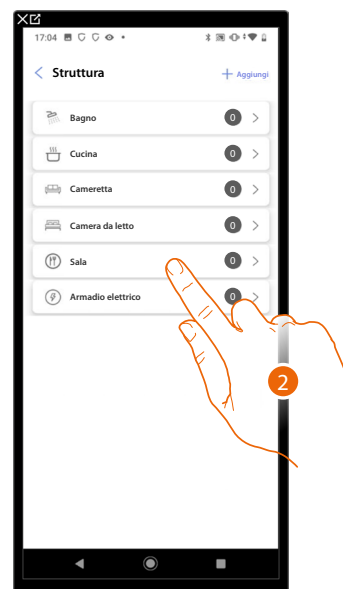 17:04
Struttura
+ Aggiungi
Bagno 0
Cucina 0
Cameretta 0
Camera da letto 0
Sala 0
Armadio elettrico 0
2